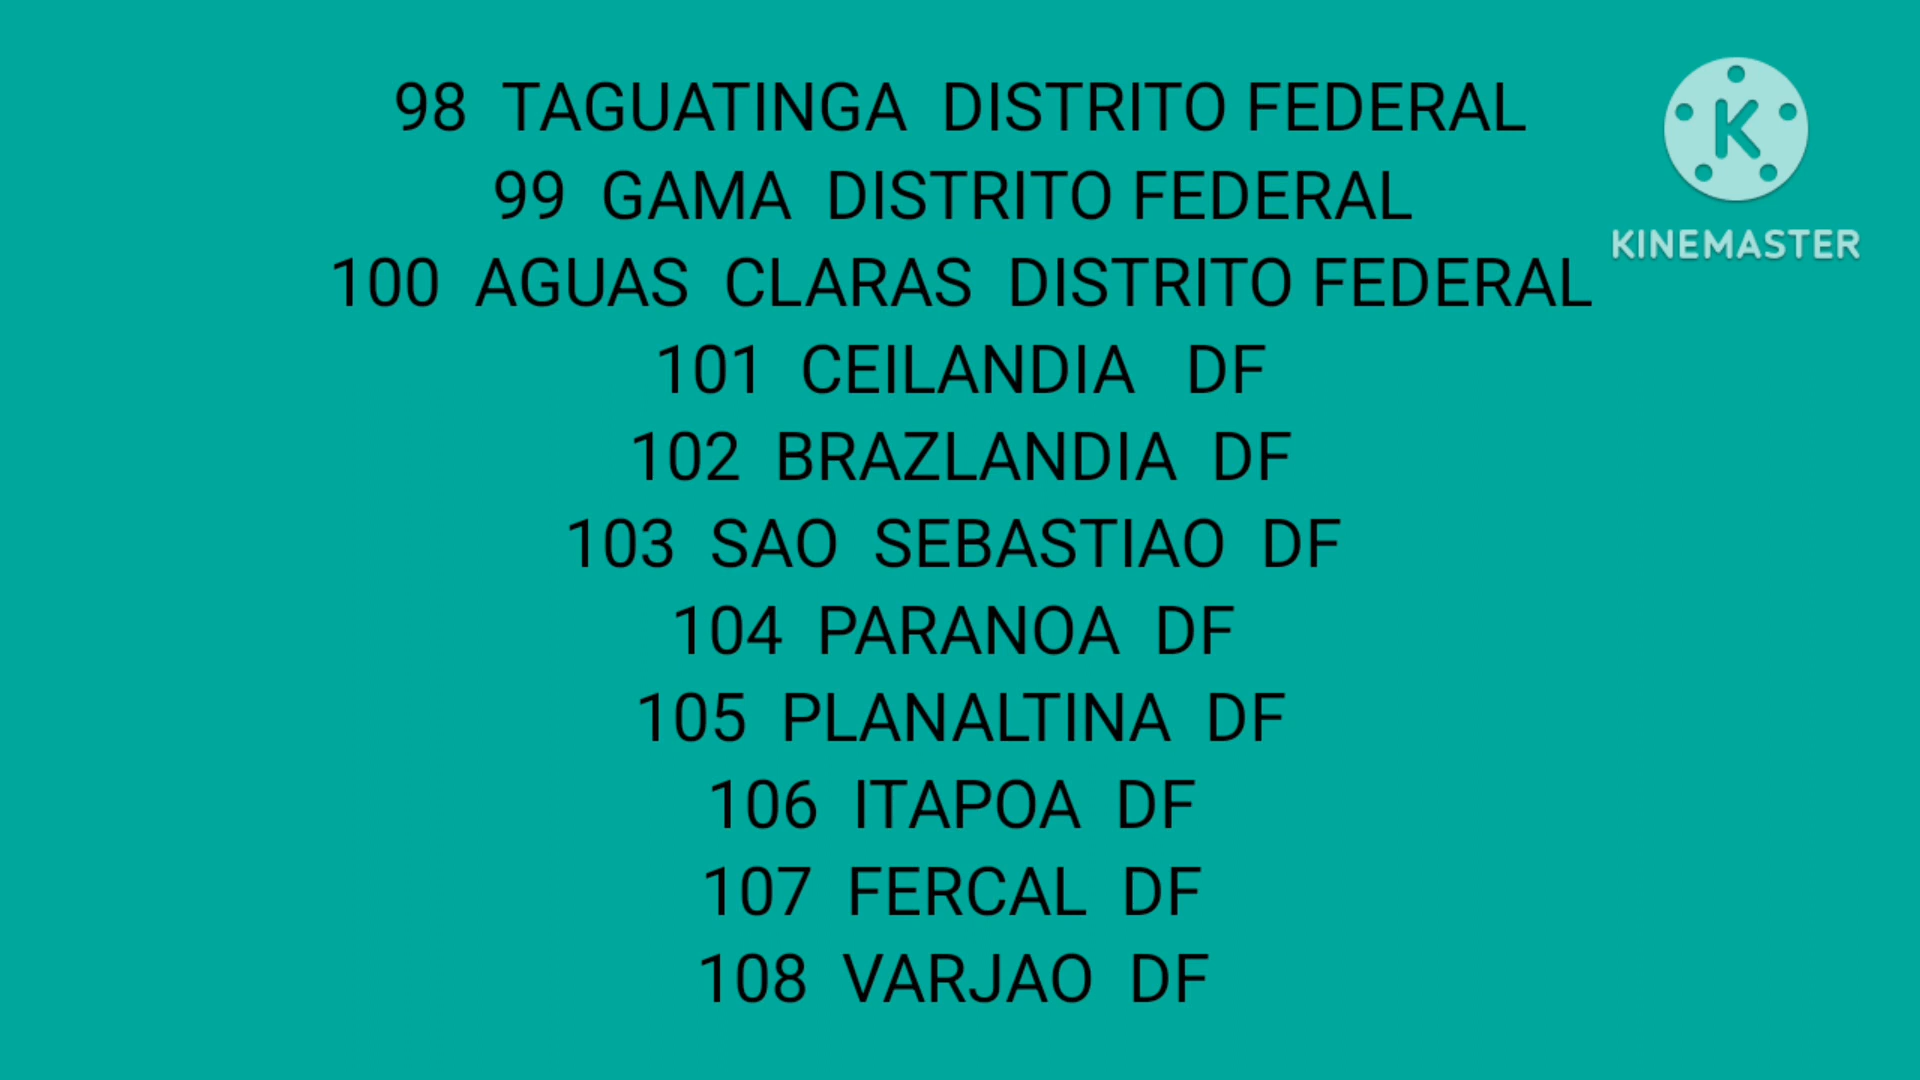 98 TAGUATINGA DISTRITO FEDERAL
99 GAMA DISTRITO FEDERAL
100 AGUAS CLARAS DISTRITO FEDERAL
101 CEILANDIA DF
102 BRAZLANDIA DF
103 SAO SEBASTIAO DF
104 PARANOA DF
105 PLANALTINA DF
106 ITAPOA DF
107 FERCAL DF
108 VARJAO DF
K
KINEMASTER